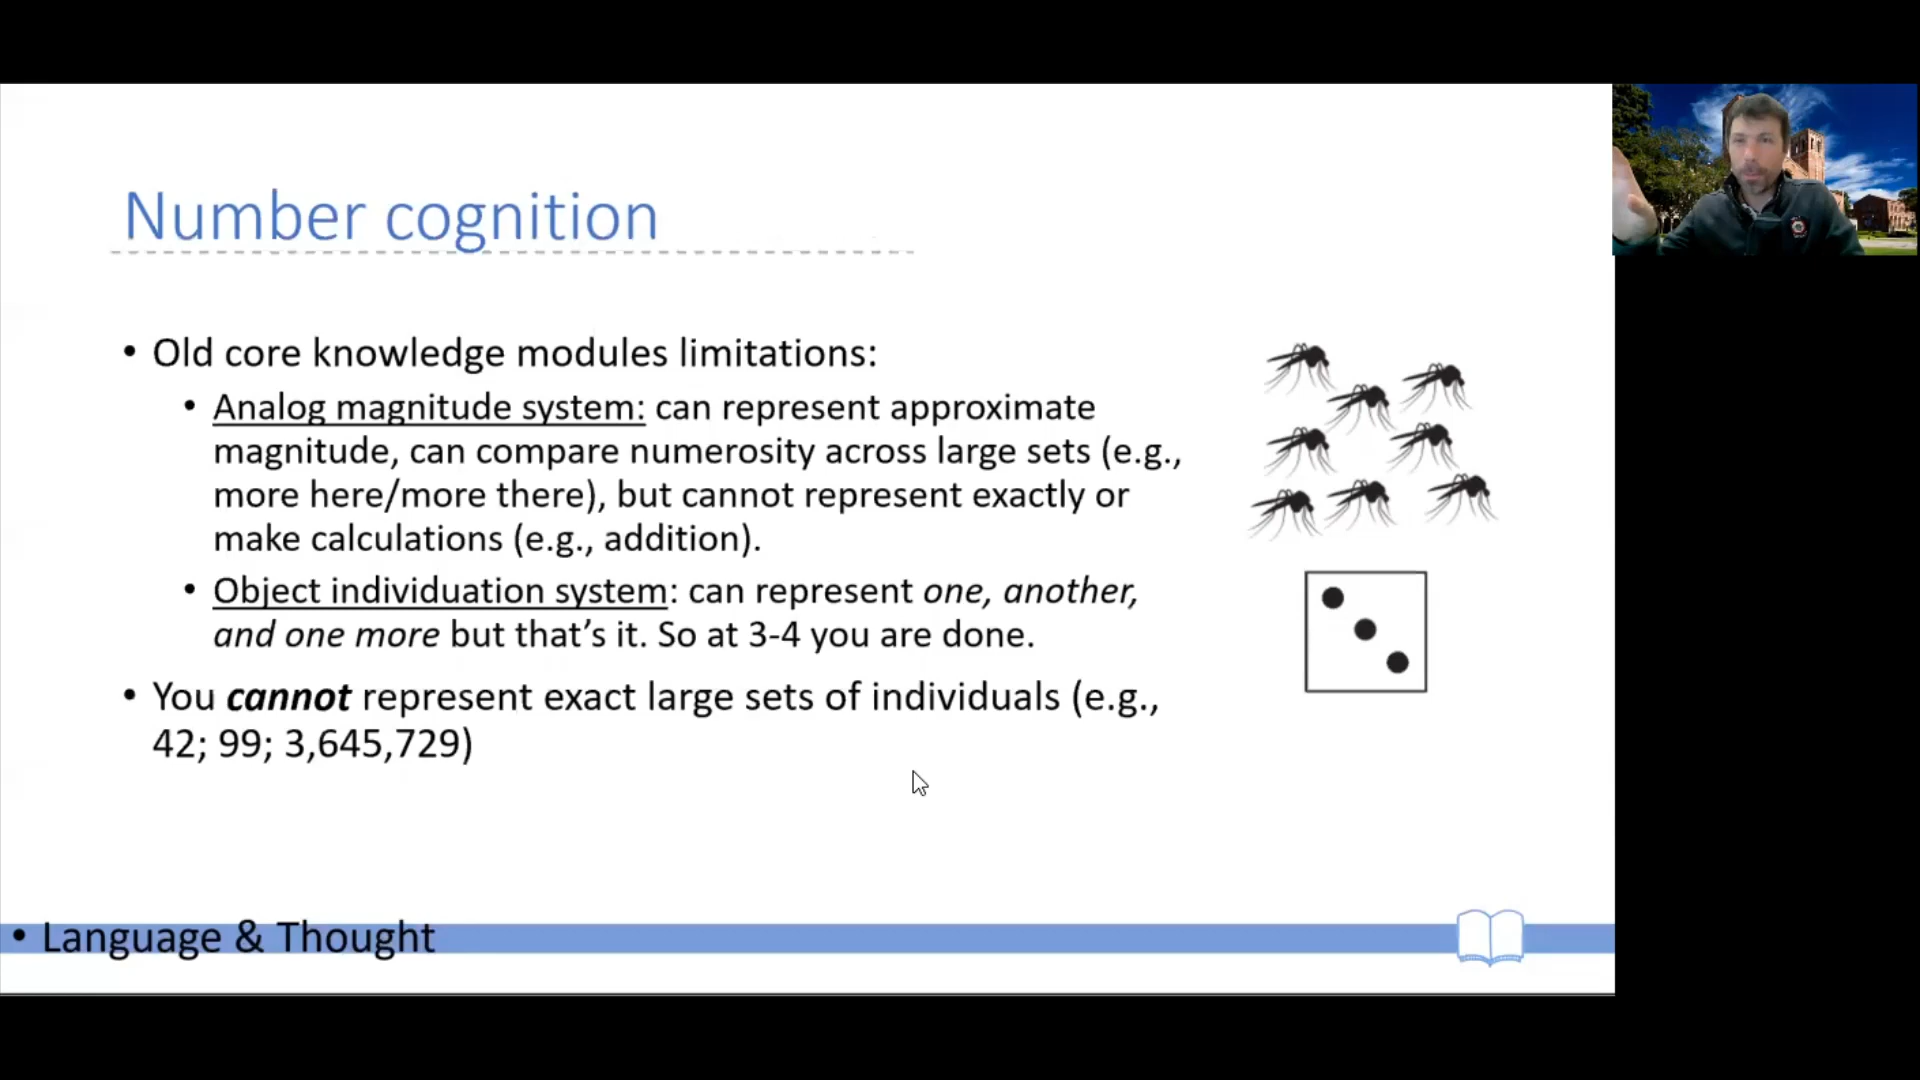 Number cognition
• Old core knowledge modules limitations:
• Analog magnitude system: can represent approximate
magnitude, can compare numerosity across large sets (e.g.,
more here/more there), but cannot represent exactly or
make calculations (e.g., addition).
• Object individuation system: can represent one, another,
and one more but that’s it. So at 3-4 you are done.
• You cannot represent exact large sets of individuals (e.g.,
42; 99; 3,645,729)
• Language & Thought